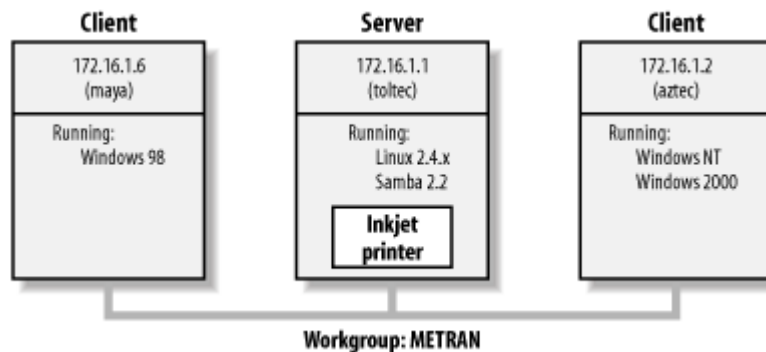 Client
172.16.1.6
(maya)
Running:
Windows 98
Server
172.16.1.1
(toltec)
Running:
Linux 2.4.x
Samba 2.2
Inkjet
printer
Client
172.16.1.2
(aztec)
Running:
Windows NT
Windows 2000
Workgroup: METRAN